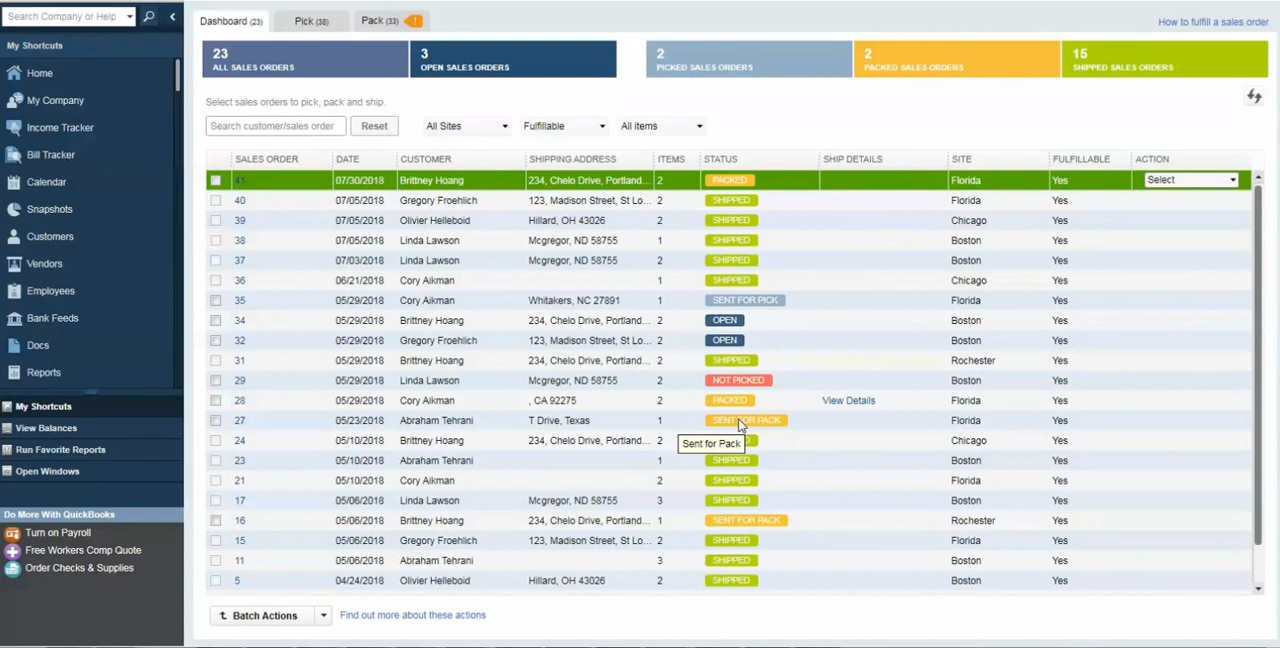 Search Company or Help
My Shortcuts
Home
My Company
Income Tracker
Bill Tracker
Calendar
Snapshots
Customers
Vendors
Employees
Bank Feeds
Docs
Reports
My Shortcuts
View Balances
Run Favorite Reports
Open Windows
Do More With QuickBooks
Turn on Payroll
Free Workers Comp Quote
Order Checks & Supplies
Dashboard (23) Pick (38) Pack (33) !
How to fulfill a sales order
23 ALL SALES ORDERS
3 OPEN SALES ORDERS
2 PICKED SALES ORDERS
2 PACKED SALES ORDERS
15 SHIPPED SALES ORDERS
Select sales orders to pick, pack and ship.
Search customer/sales order Reset All Sites Fulfillable All items
SALES ORDER DATE CUSTOMER SHIPPING ADDRESS ITEMS STATUS SHIP DETAILS SITE FULFILLABLE ACTION
41 07/30/2018 Brittney Hoang 234, Chelo Drive, Portland... 2 PACKED Florida Yes Select
40 07/05/2018 Gregory Froehlich 123, Madison Street, St Lo... 2 SHIPPED Florida Yes
39 07/05/2018 Olivier Helleboid Hillard, OH 43026 2 SHIPPED Chicago Yes
38 07/05/2018 Linda Lawson Mcgregor, ND 58755 1 SHIPPED Boston Yes
37 07/03/2018 Linda Lawson Mcgregor, ND 58755 2 SHIPPED Boston Yes
36 06/21/2018 Cory Aikman 1 SHIPPED Chicago Yes
35 05/29/2018 Cory Aikman Whitakers, NC 27891 1 SENT FOR PICK Florida Yes
34 05/29/2018 Brittney Hoang 234, Chelo Drive, Portland... 2 OPEN Boston Yes
32 05/29/2018 Gregory Froehlich 123, Madison Street, St Lo... 2 OPEN Boston Yes
31 05/29/2018 Brittney Hoang 234, Chelo Drive, Portland... 2 SHIPPED Rochester Yes
29 05/29/2018 Linda Lawson Mcgregor, ND 58755 2 NOT PICKED Boston Yes
28 05/29/2018 Cory Aikman , CA 92275 2 PACKED View Details Florida Yes
27 05/23/2018 Abraham Tehrani T Drive, Texas 1 SENT FOR PACK Florida Yes
24 05/10/2018 Brittney Hoang 234, Chelo Drive, Portland... 2 Chicago Yes
Sent for Pack
23 05/10/2018 Abraham Tehrani 1 SHIPPED Boston Yes
21 05/10/2018 Cory Aikman 2 SHIPPED Boston Yes
17 05/06/2018 Linda Lawson Mcgregor, ND 58755 3 SHIPPED Boston Yes
16 05/06/2018 Brittney Hoang 234, Chelo Drive, Portland... 1 SENT FOR PACK Rochester Yes
15 05/06/2018 Gregory Froehlich 123, Madison Street, St Lo... 2 SHIPPED Boston Yes
11 05/06/2018 Abraham Tehrani 3 SHIPPED Boston Yes
5 04/24/2018 Olivier Helleboid Hillard, OH 43026 2 SHIPPED Boston Yes
Batch Actions Find out more about these actions